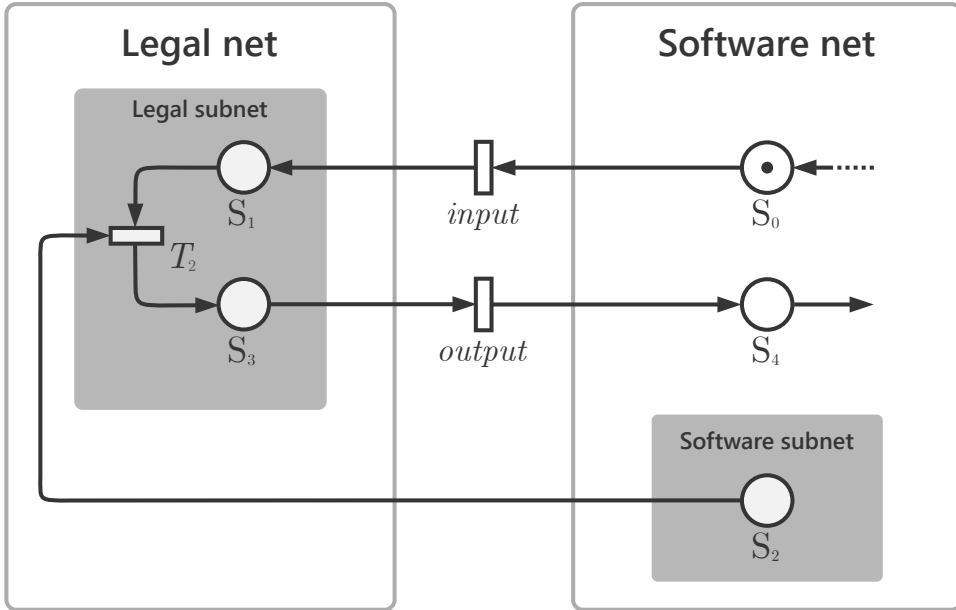 Legal net
Software net
Legal subnet
S₁
input
S₀
T₂
S₃
output
S₄
Software subnet
S₂